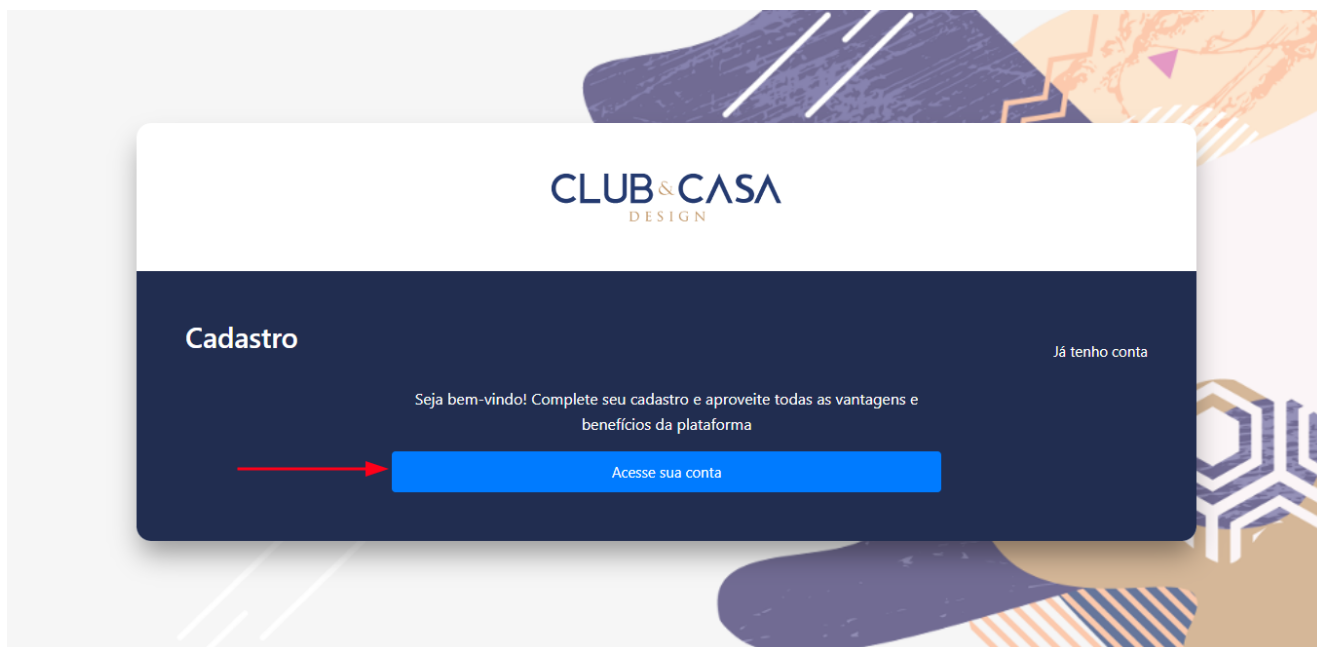 CLUB & CASA
DESIGN
Cadastro
Já tenho conta
Seja bem-vindo! Complete seu cadastro e aproveite todas as vantagens e
benefícios da plataforma
Acesse sua conta